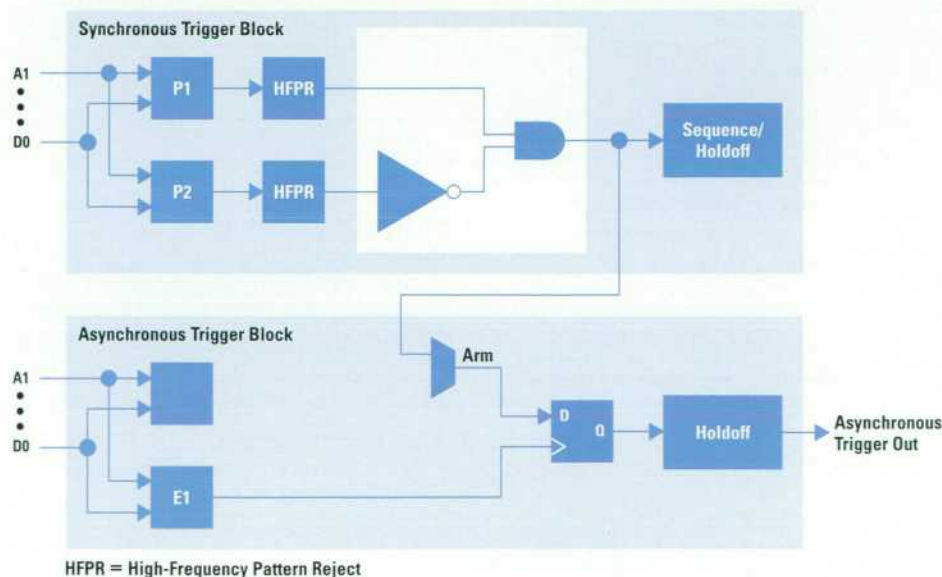 Synchronous Trigger Block
A1
D0
P1
HFPR
P2
HFPR
Sequence/
Holdoff
Asynchronous Trigger Block
A1
D0
Arm
D
Q
E1
Holdoff
Asynchronous
Trigger Out
HFPR = High-Frequency Pattern Reject